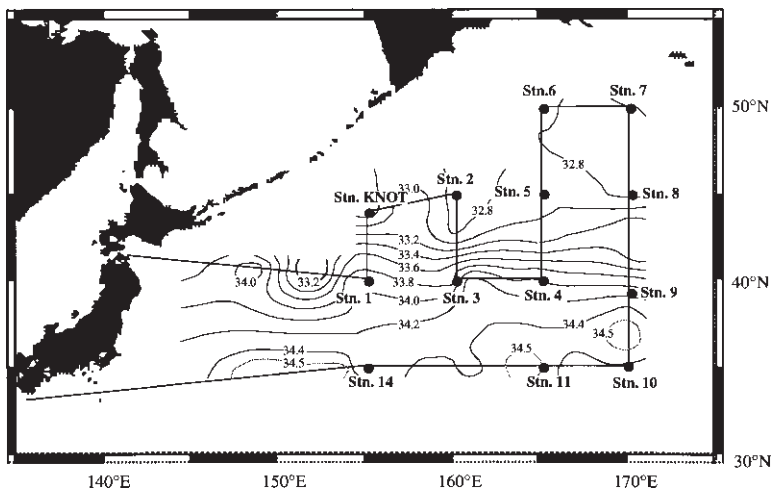 Stn.6 Stn. 7
50°N
32.8
33.0 Stn. 2
Stn. KNOT 32.8 Stn. 5 Stn. 8
33.2
33.4
34.0 33.2 33.6
33.8 40°N
Stn. 1 34.0 Stn. 3 Stn. 4 Stn. 9
34.2 34.4
34.5
34.4
34.5 34.5
Stn. 14 Stn. 11 Stn. 10
30°N
140°E 150°E 160°E 170°E